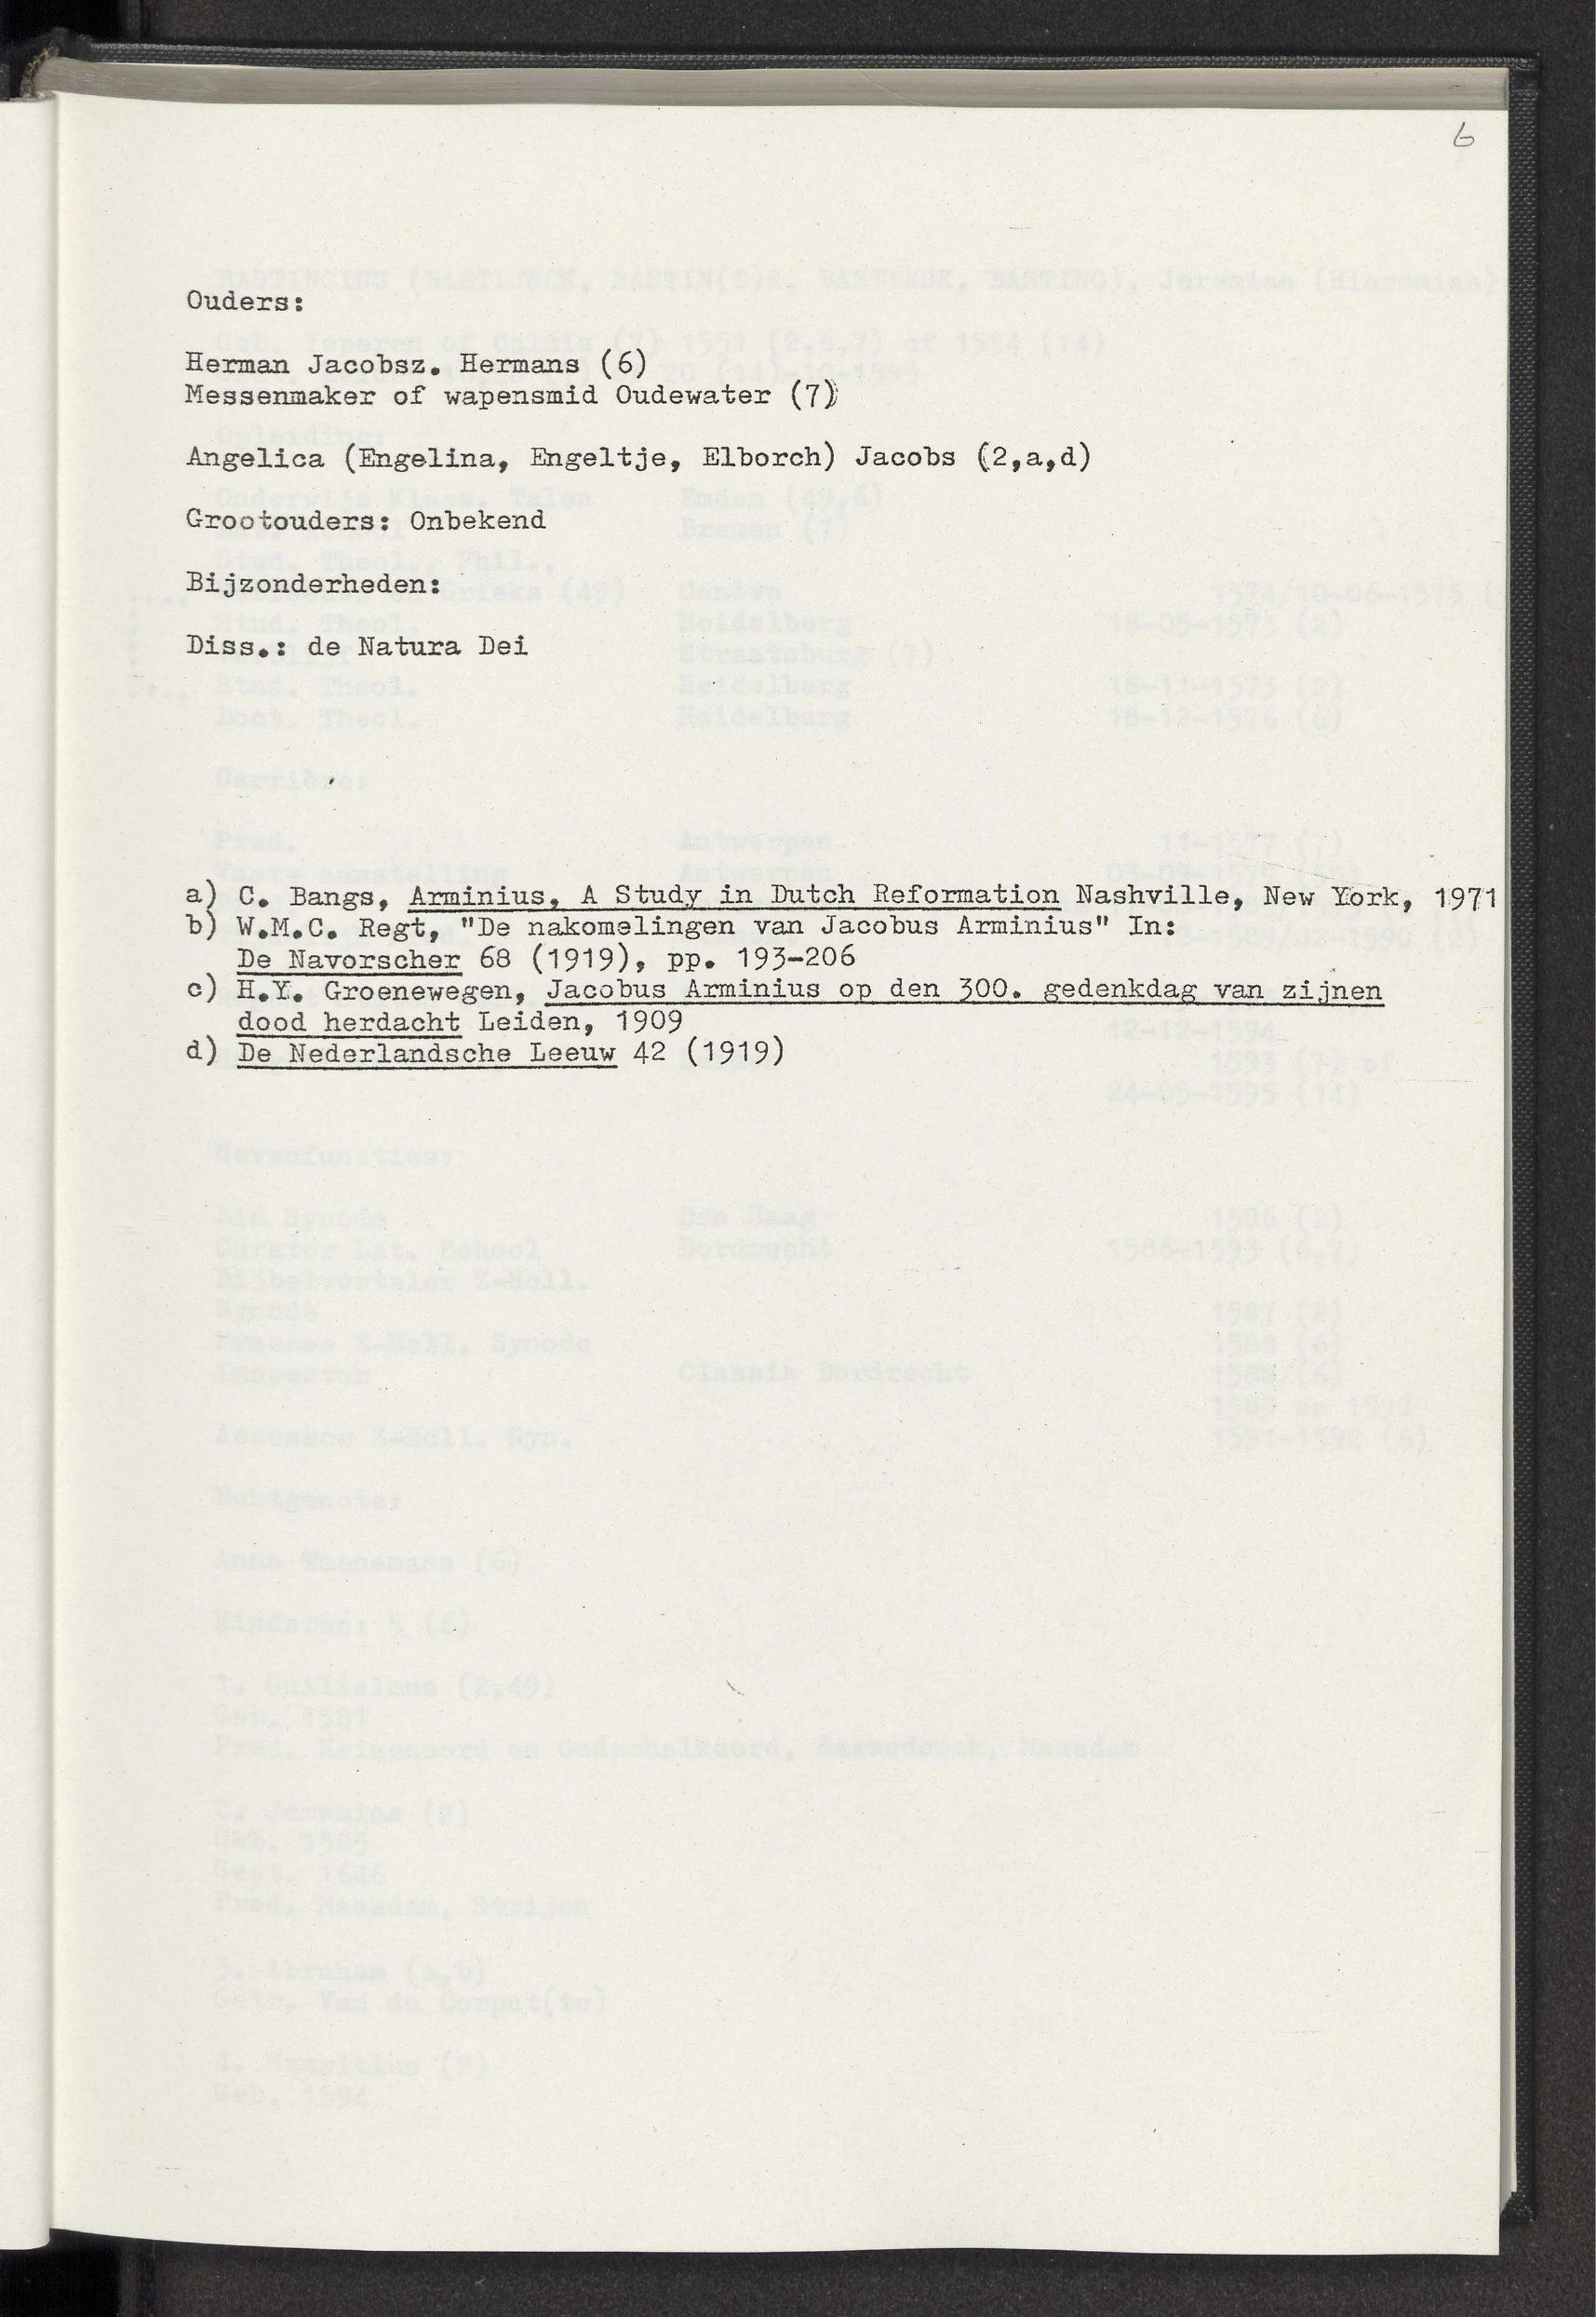 6
Ouders:
Herman Jacobsz. Hermans (6)
Messenmaker of wapensmid Oudewater (7)
Angelica (Engelina, Engeltje, Elborch) Jacobs (2,a,d)
Grootouders: Onbekend
Bijzonderheden:
Diss.: de Natura Dei
a) C. Bangs, Arminius, A Study in Dutch Reformation Nashville, New York, 1971
b) W.M.C. Regt, "De nakomelingen van Jacobus Arminius" In:
De Navorscher 68 (1919), pp. 193-206
c) H.Y. Groenewegen, Jacobus Arminius op den 300. gedenkdag van zijnen
dood herdacht Leiden, 1909
d) De Nederlandsche Leeuw 42 (1919)